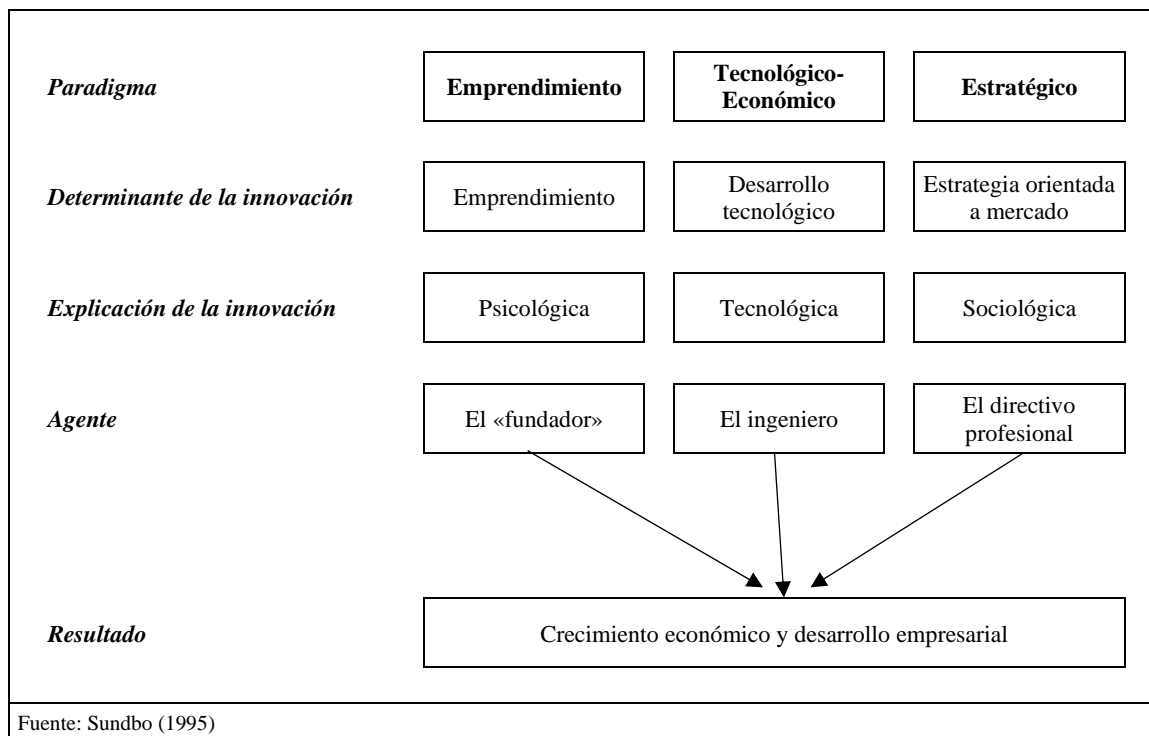 Paradigma
Emprendimiento
Tecnológico-
Económico
Estratégico
Determinante de la innovación
Emprendimiento
Desarrollo
tecnológico
Estrategia orientada
a mercado
Explicación de la innovación
Psicológica
Tecnológica
Sociológica
Agente
El «fundador»
El ingeniero
El directivo
profesional
Resultado
Crecimiento económico y desarrollo empresarial
Fuente: Sundbo (1995)